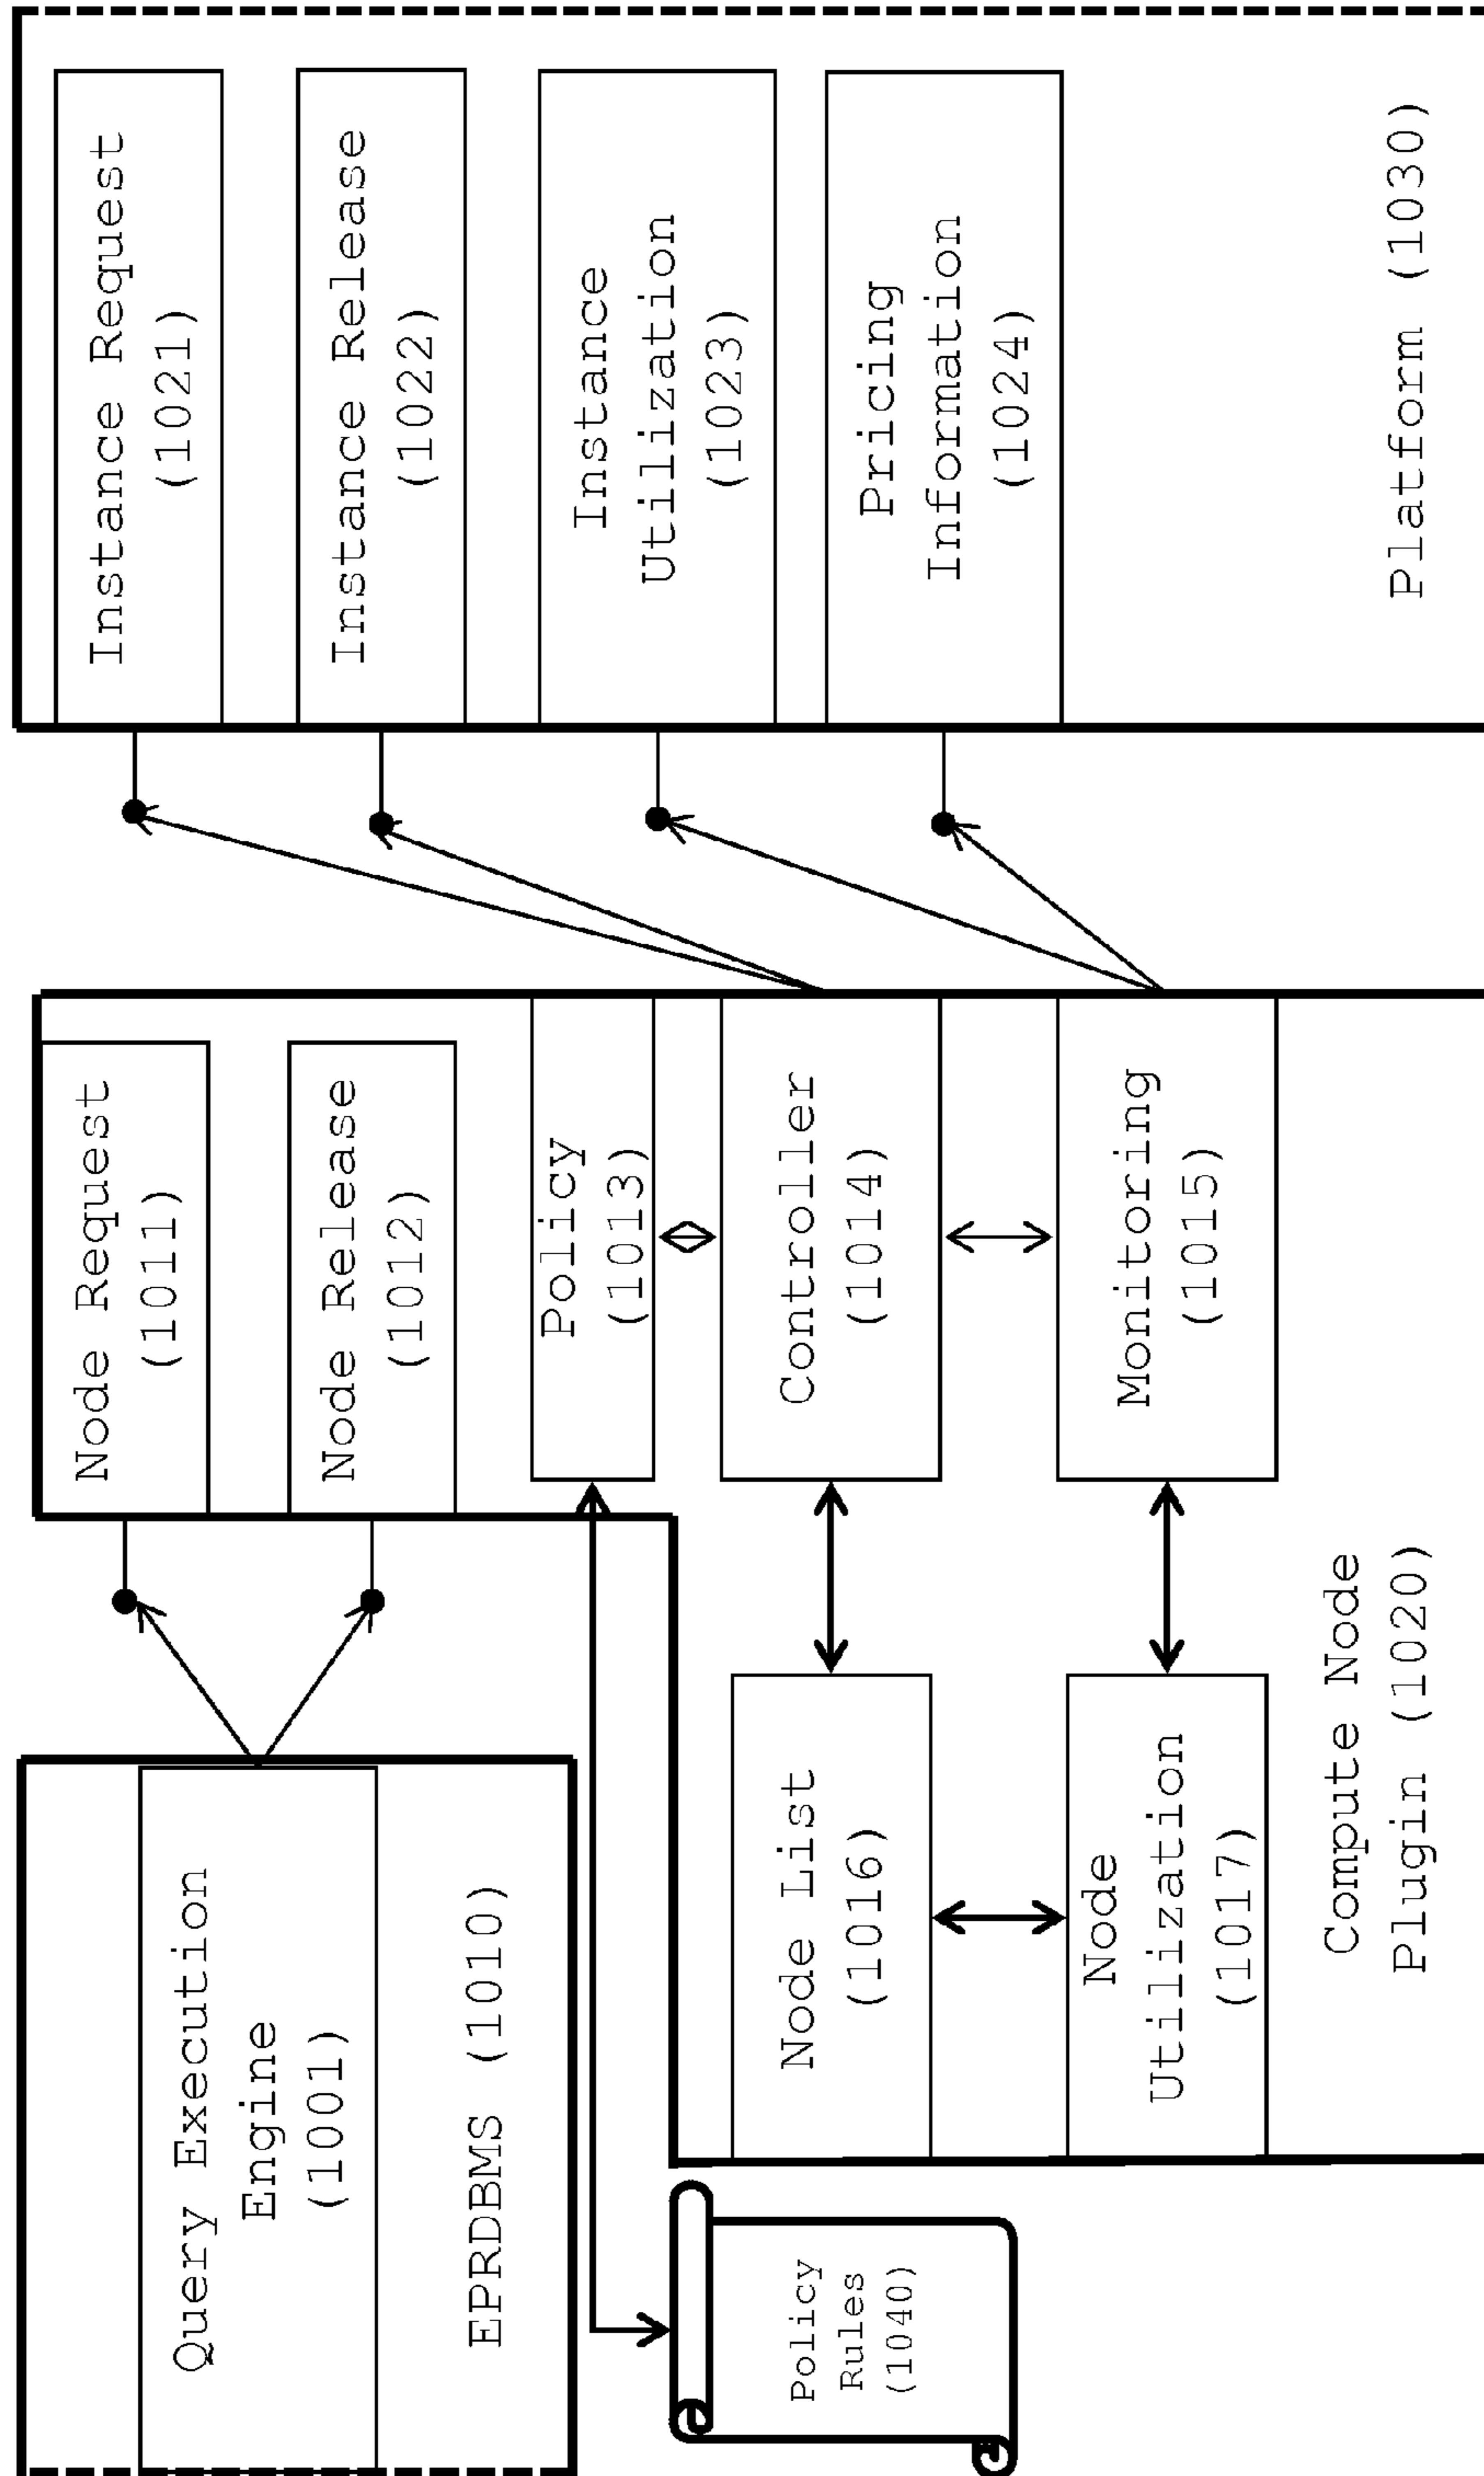 Query Execution
Engine
(1001)
EPRDBMS (1010)
Policy
Rules
(1040)
Node Request
(1011)
Node Release
(1012)
Policy
(1013)
Controller
(1014)
Monitoring
(1015)
Node List
(1016)
Node
Utilization
(1017)
Compute Node
Plugin (1020)
Instance Request
(1021)
Instance Release
(1022)
Instance
Utilization
(1023)
Pricing
Information
(1024)
Platform (1030)